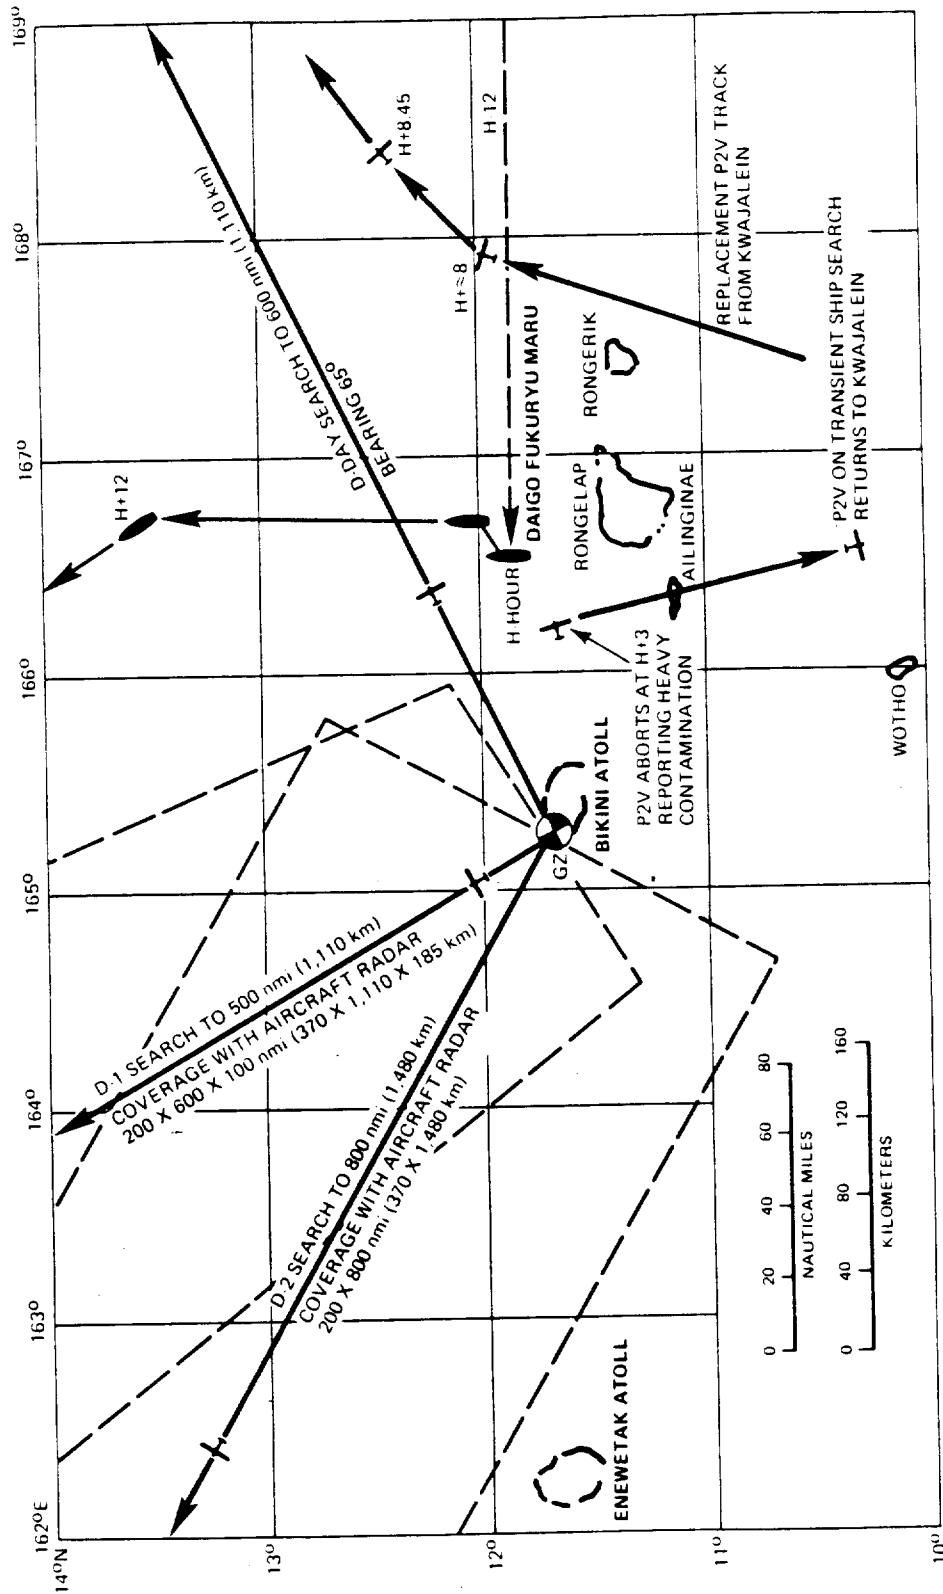 162°E
163°
164°
165°
166°
167°
168°
169°
14°N
13°
12°
11°
10°
D-2 SEARCH TO 800 nmi (1,480 km)
COVERAGE WITH AIRCRAFT RADAR
200 X 800 nmi (370 X 1,480 km)
D-1 SEARCH TO 500 nmi (1,110 km)
COVERAGE WITH AIRCRAFT RADAR
200 X 600 X 100 nmi (370 X 1,110 X 185 km)
D-DAY SEARCH TO 600 nmi (1,110 km)
BEARING 65°
H+12
H+8.45
H+≈8
H 12
H-HOUR
DAIGO FUKURYU MARU
GZ
BIKINI ATOLL
P2V ABORTS AT H+3
REPORTING HEAVY
CONTAMINATION
RONGELAP
AILINGINAE
RONGERIK
REPLACEMENT P2V TRACK
FROM KWAJALEIN
P2V ON TRANSIENT SHIP SEARCH
RETURNS TO KWAJALEIN
WOTHO
ENEWETAK ATOLL
0 20 40 60 80
NAUTICAL MILES
0 40 80 120 160
KILOMETERS